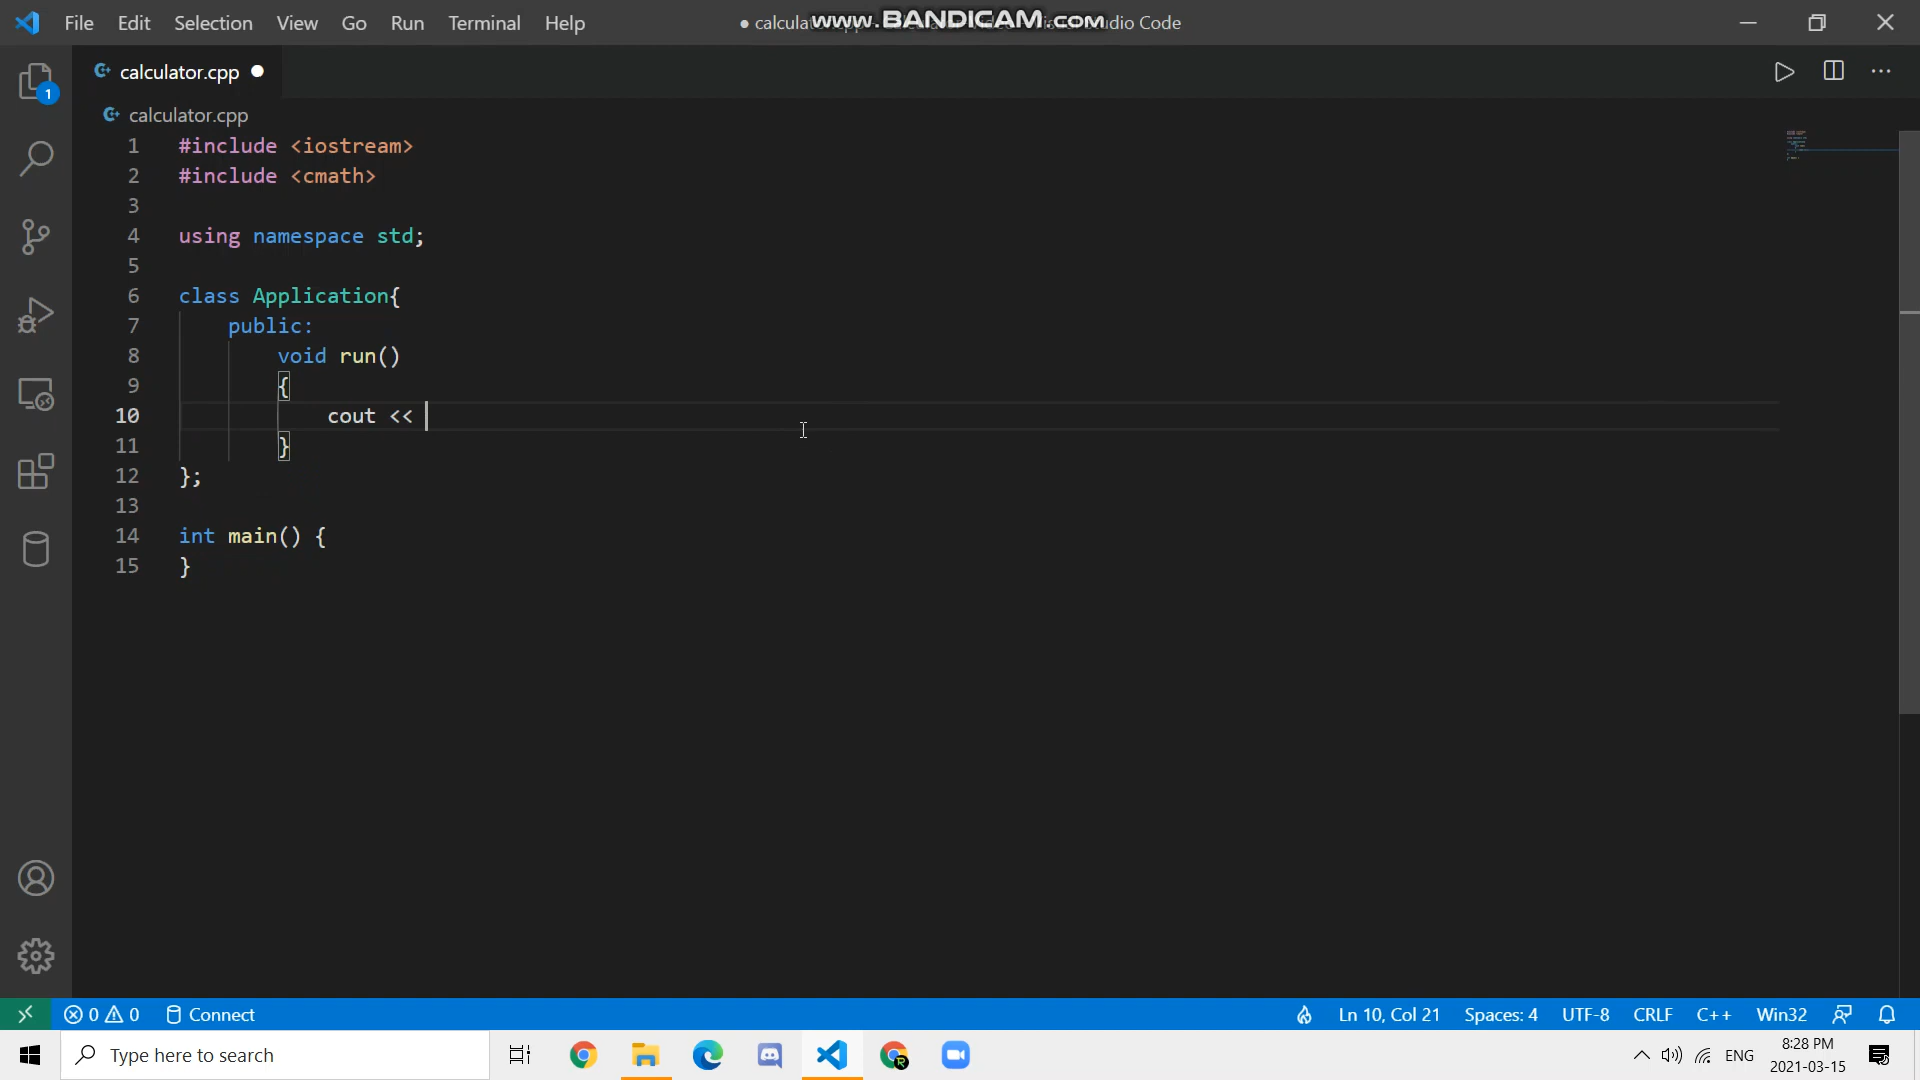 File Edit Selection View Go Run Terminal Help
www.BANDICAM.com
calculator.cpp
1
calculator.cpp
1 #include <iostream>
2 #include <cmath>
3
4 using namespace std;
5
6 class Application{
7 public:
8 void run()
9 {
10 cout <<
11 }
12 };
13
14 int main() {
15 }
0 0 Connect
Ln 10, Col 21 Spaces: 4 UTF-8 CRLF C++ Win32
Type here to search
ENG
8:28 PM
2021-03-15